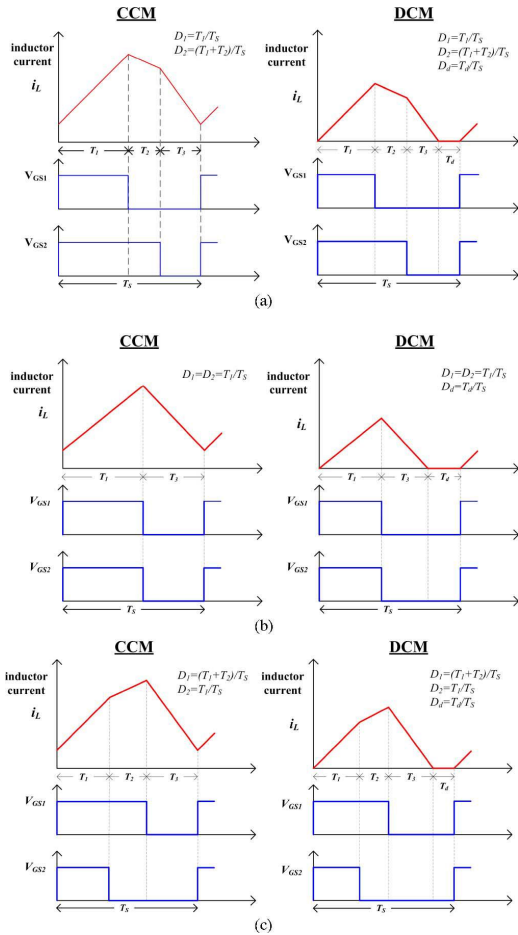 CCM
inductor
current
i_L
D_1=T_1/T_S
D_2=(T_1+T_2)/T_S
T_1 T_2 T_3
V_GS1
V_GS2
T_S
DCM
inductor
current
i_L
D_1=T_1/T_S
D_2=(T_1+T_2)/T_S
D_d=T_d/T_S
T_1 T_2 T_3 T_d
V_GS1
V_GS2
T_S
(a)
CCM
inductor
current
i_L
D_1=D_2=T_1/T_S
T_1 T_3
V_GS1
V_GS2
T_S
DCM
inductor
current
i_L
D_1=D_2=T_1/T_S
D_d=T_d/T_S
T_1 T_3 T_d
V_GS1
V_GS2
T_S
(b)
CCM
inductor
current
i_L
D_1=(T_1+T_2)/T_S
D_2=T_1/T_S
T_1 T_2 T_3
V_GS1
V_GS2
T_S
DCM
inductor
current
i_L
D_1=(T_1+T_2)/T_S
D_2=T_1/T_S
D_d=T_d/T_S
T_1 T_2 T_3 T_d
V_GS1
V_GS2
T_S
(c)